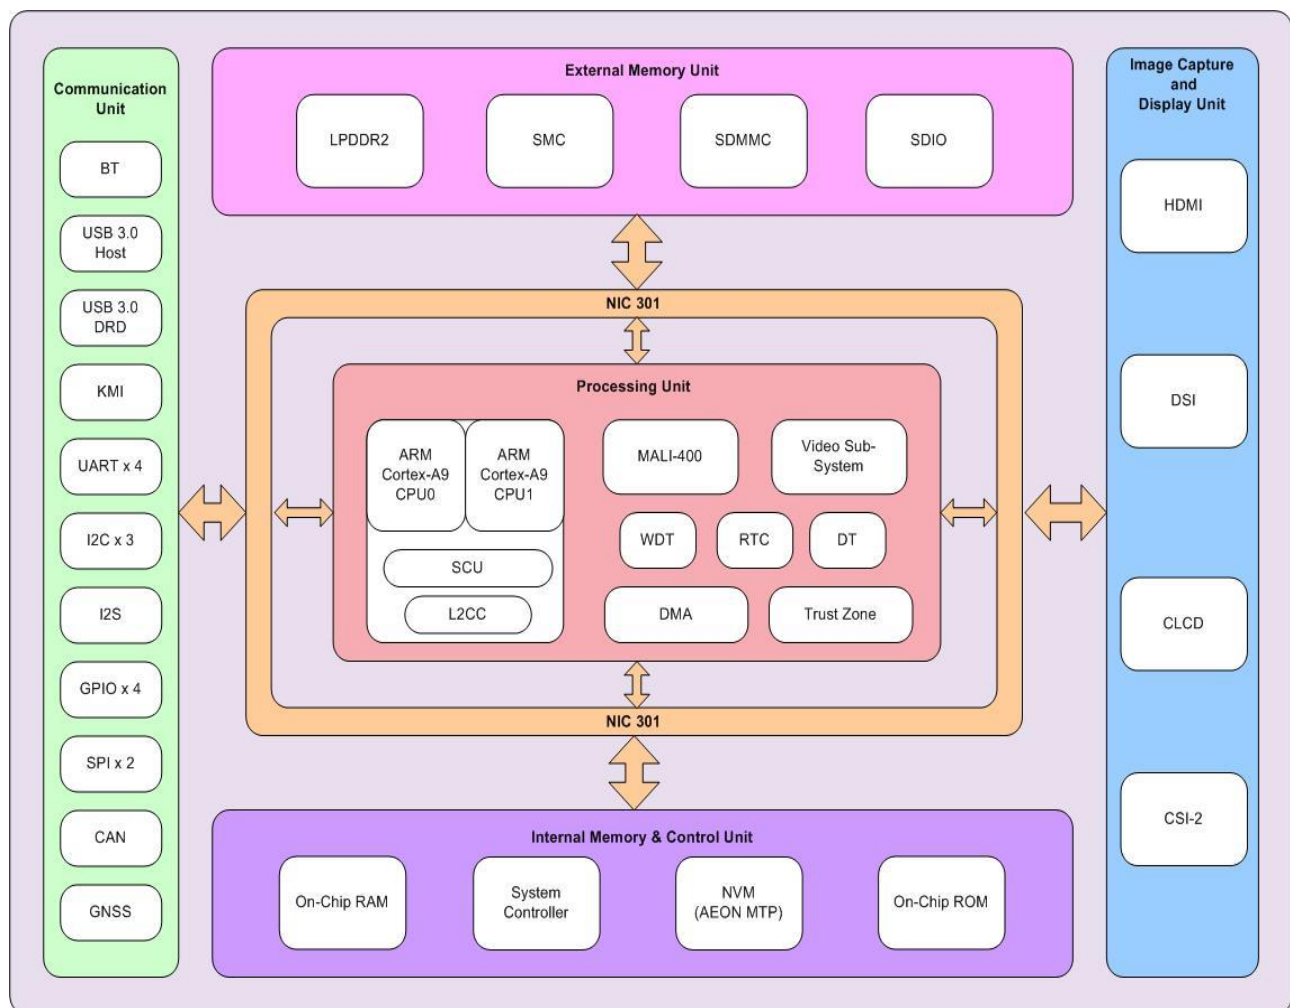 Communication
Unit
BT
USB 3.0
Host
USB 3.0
DRD
KMI
UART x 4
I2C x 3
I2S
GPIO x 4
SPI x 2
CAN
GNSS
External Memory Unit
LPDDR2
SMC
SDMMC
SDIO
NIC 301
Processing Unit
ARM
Cortex-A9
CPU0
ARM
Cortex-A9
CPU1
SCU
L2CC
MALI-400
Video Sub-
System
WDT
RTC
DT
DMA
Trust Zone
NIC 301
Internal Memory & Control Unit
On-Chip RAM
System
Controller
NVM
(AEON MTP)
On-Chip ROM
Image Capture
and
Display Unit
HDMI
DSI
CLCD
CSI-2